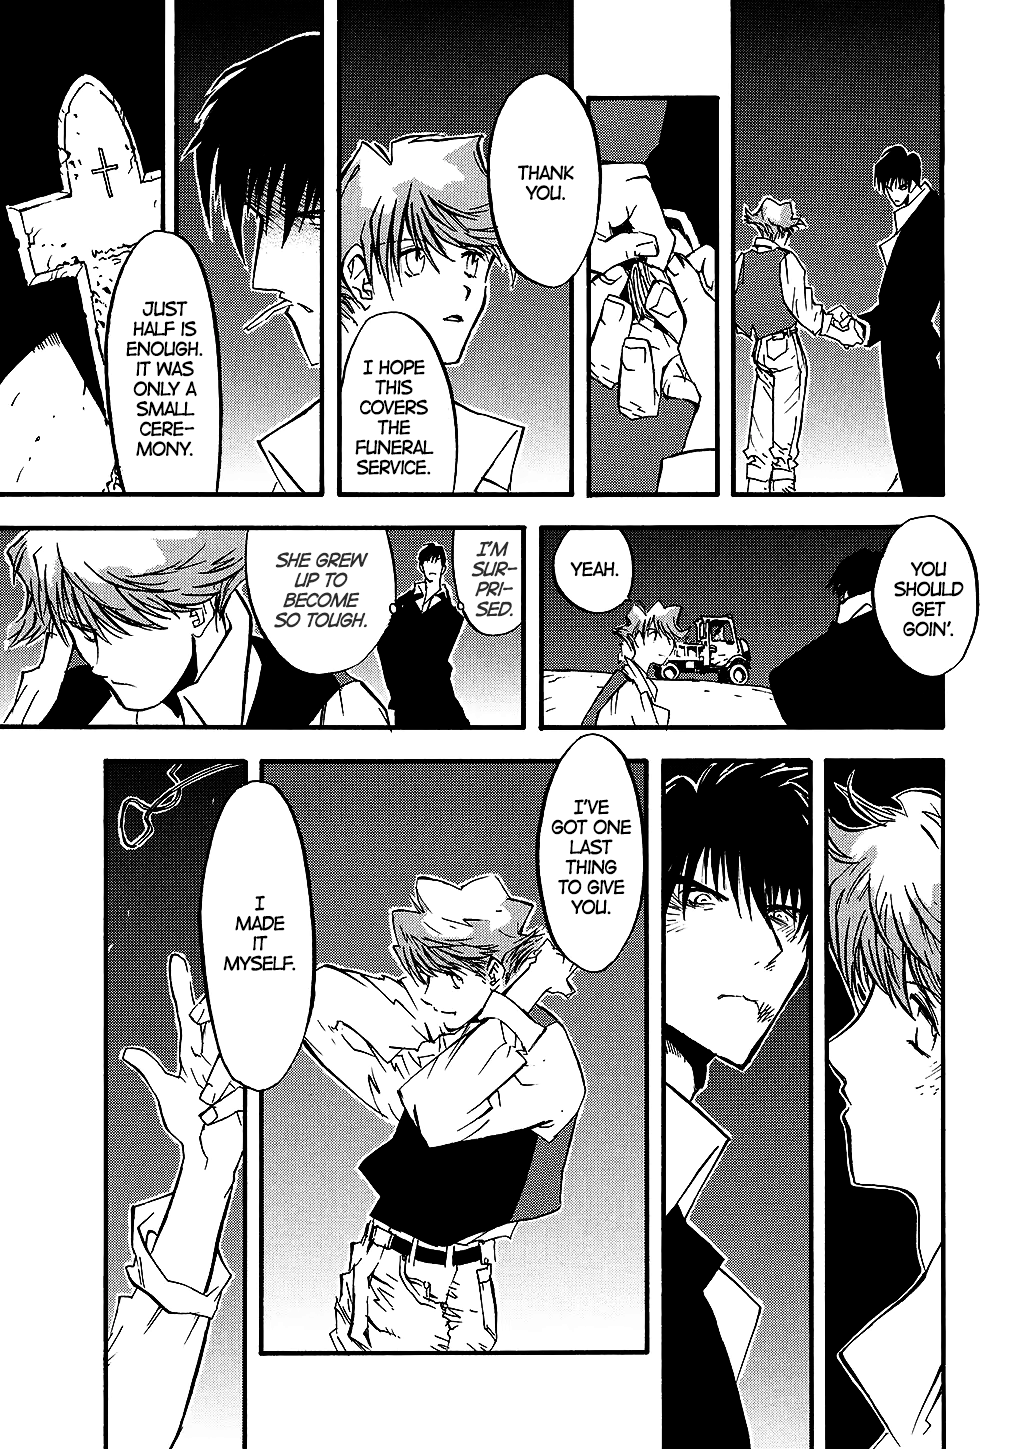 THANK
YOU.
I HOPE
THIS
COVERS
THE
FUNERAL
SERVICE.
JUST
HALF IS
ENOUGH.
IT WAS
ONLY A
SMALL
CERE-
MONY.
YOU
SHOULD
GET
GOIN'.
YEAH.
I'M
SUR-
PRI-
SED.
SHE GREW
UP TO
BECOME
SO TOUGH.
I'VE
GOT ONE
LAST
THING
TO GIVE
YOU.
I
MADE
IT
MYSELF.